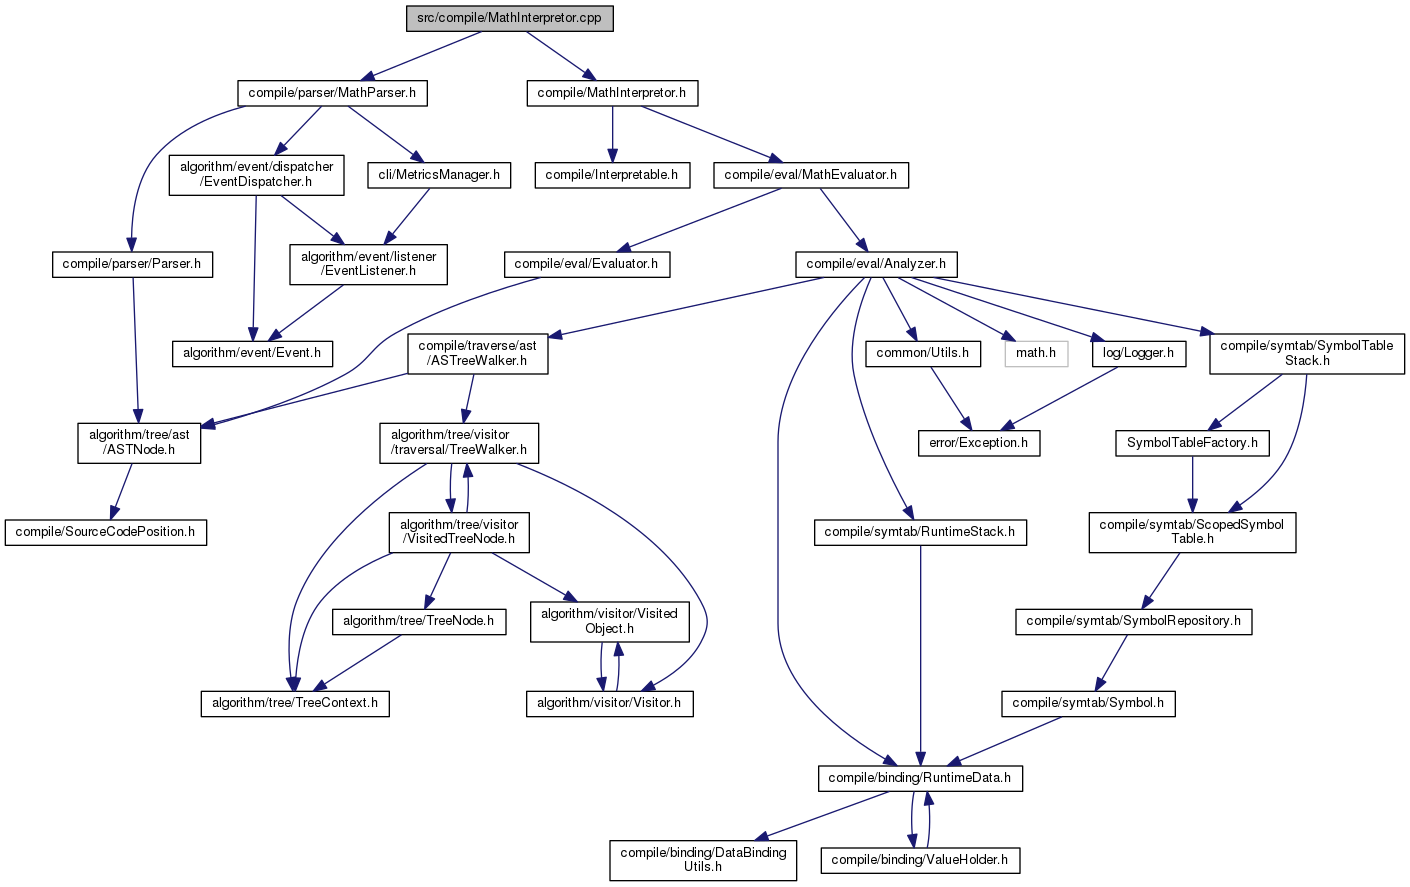 src/compile/MathInterpretor.cpp
compile/parser/MathParser.h
compile/MathInterpretor.h
algorithm/event/dispatcher
/EventDispatcher.h
cli/MetricsManager.h
compile/Interpretable.h
compile/eval/MathEvaluator.h
compile/parser/Parser.h
algorithm/event/listener
/EventListener.h
compile/eval/Evaluator.h
compile/eval/Analyzer.h
algorithm/event/Event.h
compile/traverse/ast
/ASTreeWalker.h
common/Utils.h
math.h
log/Logger.h
compile/symtab/SymbolTable
Stack.h
algorithm/tree/ast
/ASTNode.h
algorithm/tree/visitor
/traversal/TreeWalker.h
error/Exception.h
SymbolTableFactory.h
compile/SourceCodePosition.h
algorithm/tree/visitor
/VisitedTreeNode.h
compile/symtab/RuntimeStack.h
compile/symtab/ScopedSymbol
Table.h
algorithm/tree/TreeNode.h
algorithm/visitor/Visited
Object.h
compile/symtab/SymbolRepository.h
algorithm/tree/TreeContext.h
algorithm/visitor/Visitor.h
compile/symtab/Symbol.h
compile/binding/RuntimeData.h
compile/binding/DataBinding
Utils.h
compile/binding/ValueHolder.h